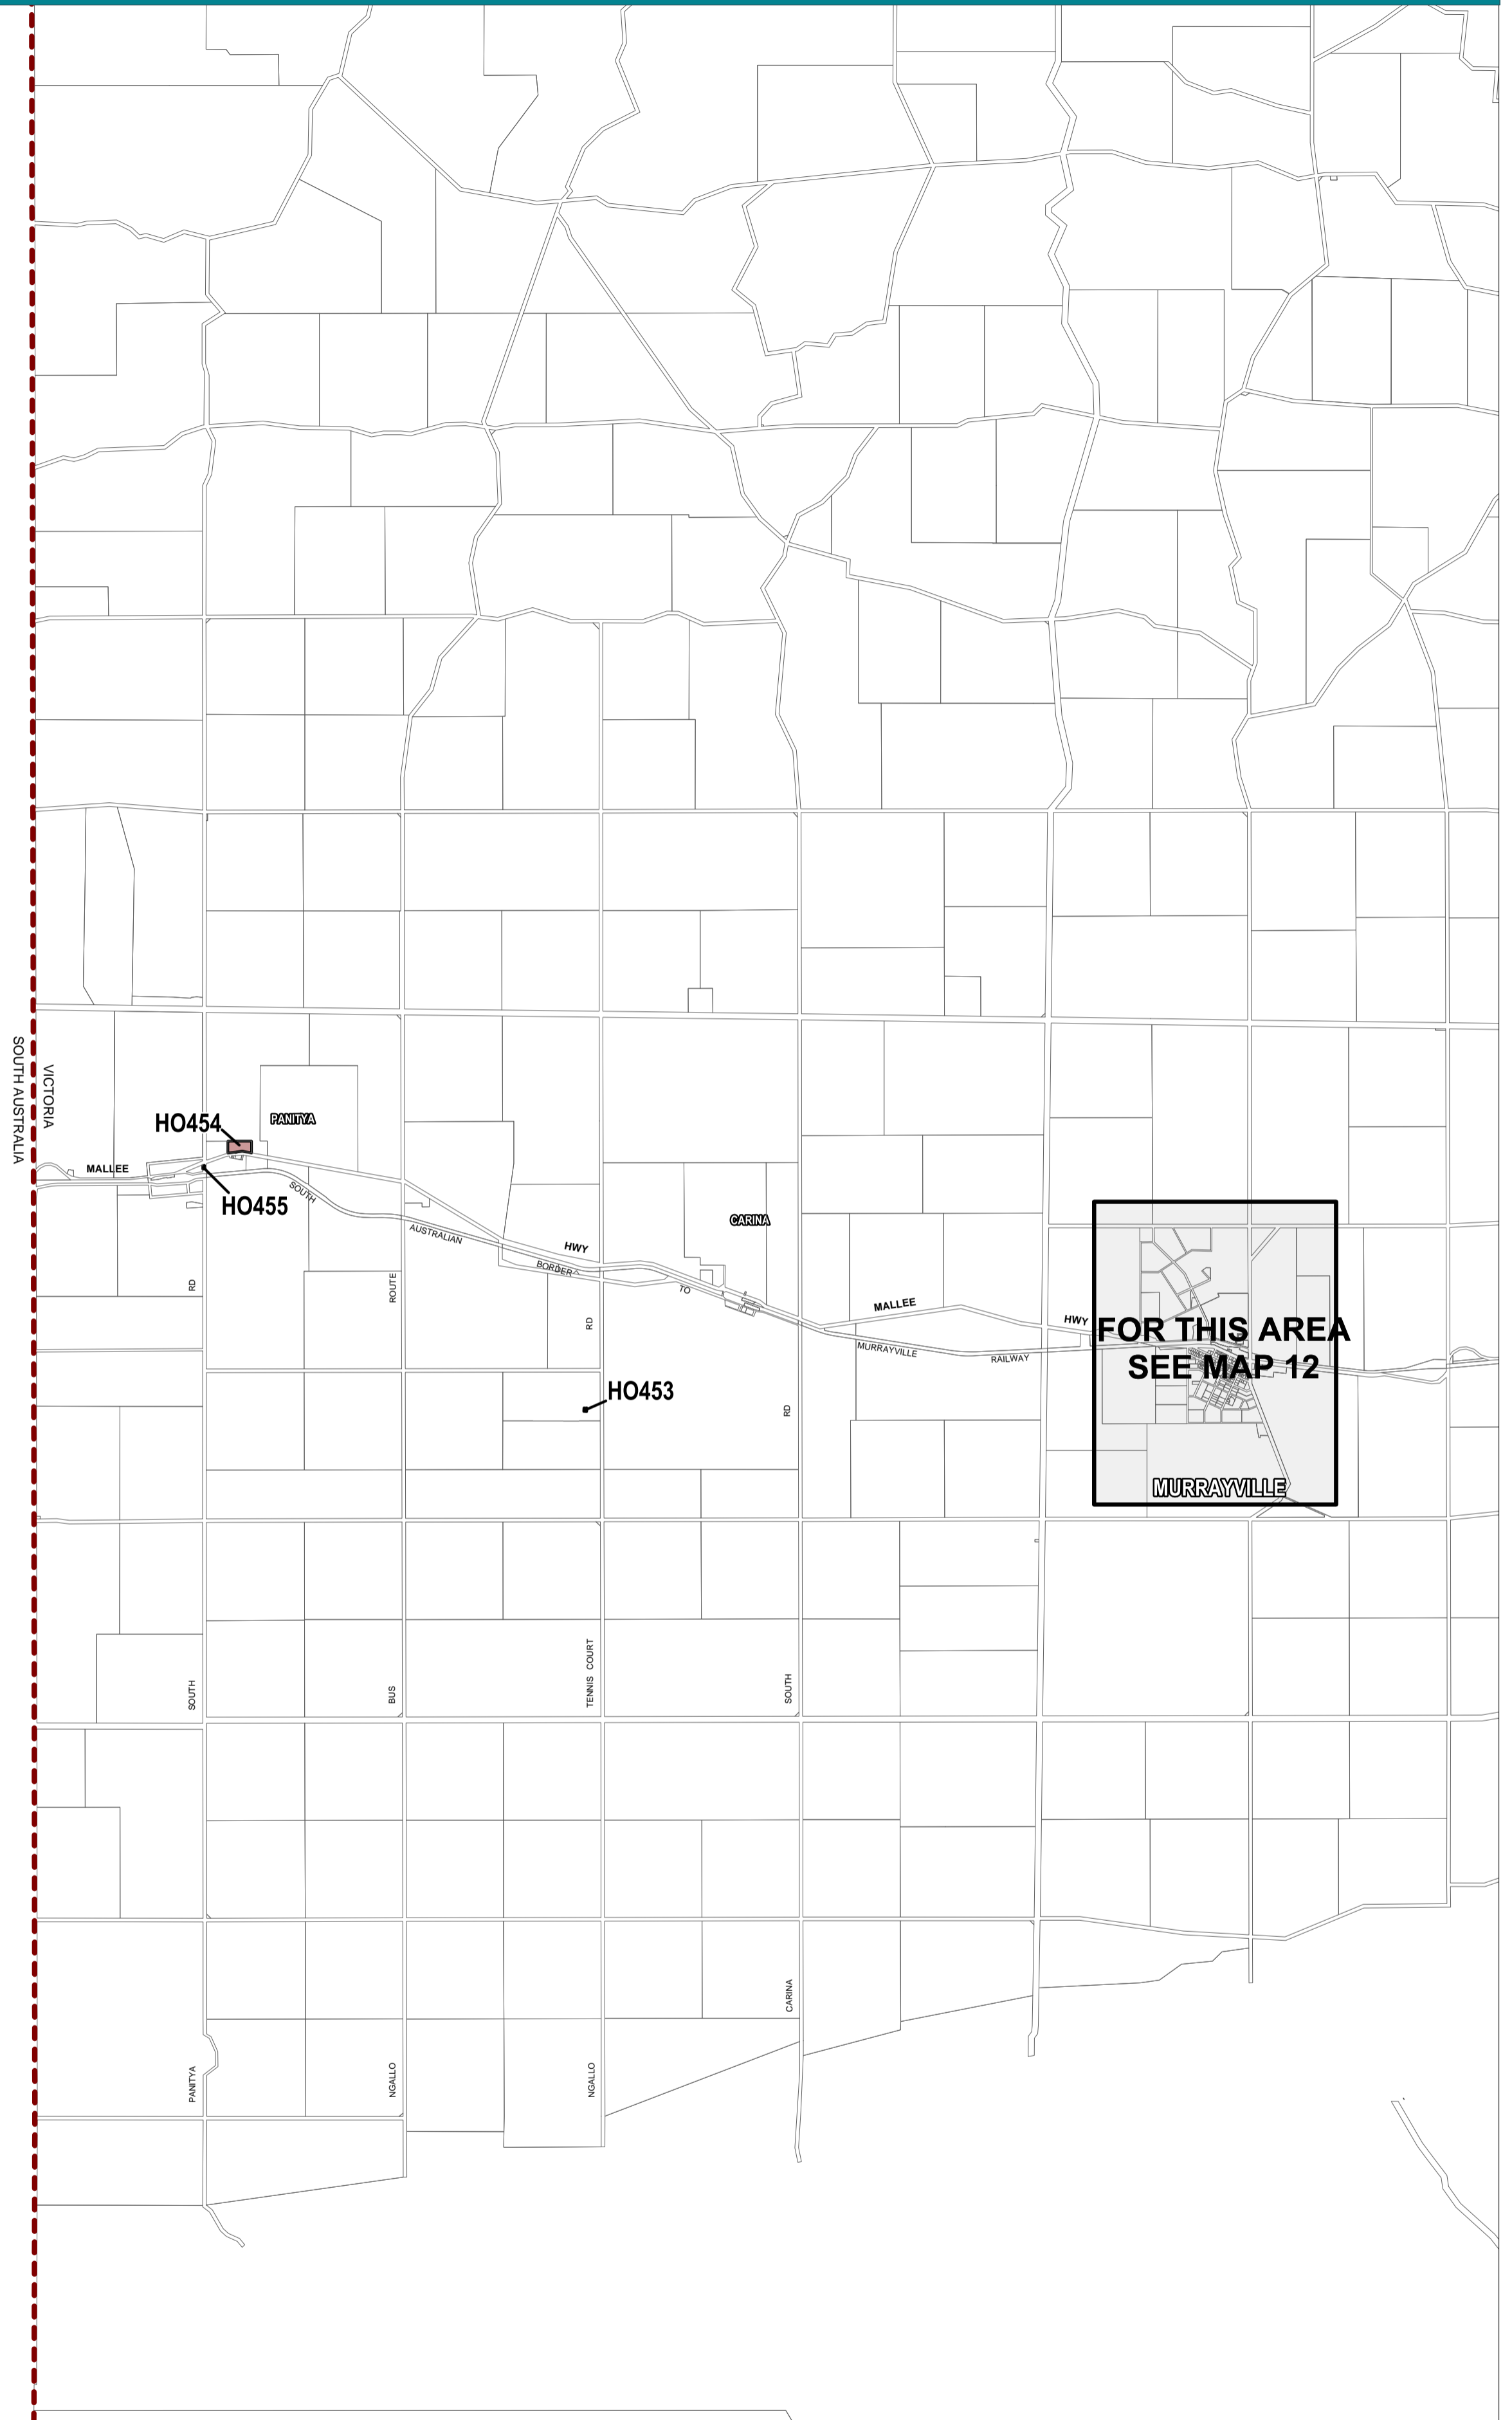 SOUTH AUSTRALIA
VICTORIA
HO454
PANITYA
MALLEE
HO455
SOUTH
AUSTRALIAN
HWY
BORDER
TO
CARINA
MALLEE
HWY
MURRAYVILLE
RAILWAY
FOR THIS AREA
SEE MAP 12
MURRAYVILLE
HO453
RD
ROUTE
RD
RD
SOUTH
BUS
TENNIS COURT
SOUTH
CARINA
PANITYA
NGALLO
NGALLO